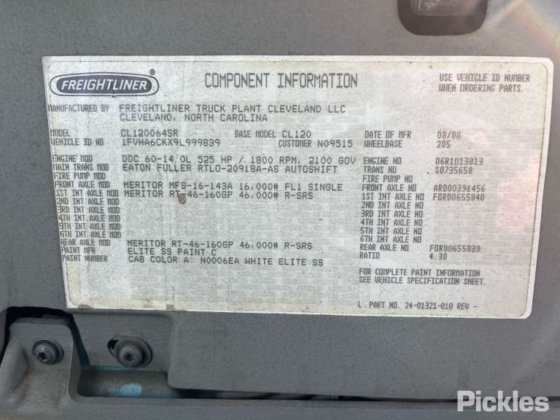 FREIGHTLINER
COMPONENT INFORMATION
USE VEHICLE ID NUMBER
WHEN ORDERING
MANUFACTURED BY FREIGHTLINER TRUCK PLANT CLEVELAND LLC
CLEVELAND, NORTH CAROLINA
MODEL CL120064SR BASE MODEL CL120 DATE OF MFR 08/08
VEHICLE ID NO 1FVHA6CKX9L999839 CHASSIS NO N09515 WHEELBASE 205
ENGINE MOD DDC 60-14.0L 525 HP / 1800 RPM, 2100 GOV ENGINE NO 06R1013813
MAIN TRANS MOD EATON FULLER RTLO-20918A-AS AUTOSHIFT TRANS NO S0735658
FIRE PUMP MOD FIRE PUMP NO
FRONT AXLE MOD MERITOR MFS-16-143A 16,000# FL1 SINGLE FRONT AXLE NO ARD00394456
1ST INT AXLE MOD MERITOR RT-46-160GP 46,000# R-SRS 1ST INT AXLE NO FOR00655040
2ND INT AXLE MOD 2ND INT AXLE NO
3RD INT AXLE MOD 3RD INT AXLE NO
4TH INT AXLE MOD 4TH INT AXLE NO
5TH INT AXLE MOD 5TH INT AXLE NO
6TH INT AXLE MOD 6TH INT AXLE NO
REAR AXLE MOD MERITOR RT-46-160GP 46,000# R-SRS REAR AXLE NO FOR00655039
PAINT MFR ELITE SS PAINT C RATIO 4.30
PAINT NUMBER CAB COLOR A: N0006EA WHITE ELITE SS
FOR COMPLETE PAINT INFORMATION
SEE VEHICLE SPECIFICATION SHEET.
L PART NO. 24-01321-010 REV -
Pickles